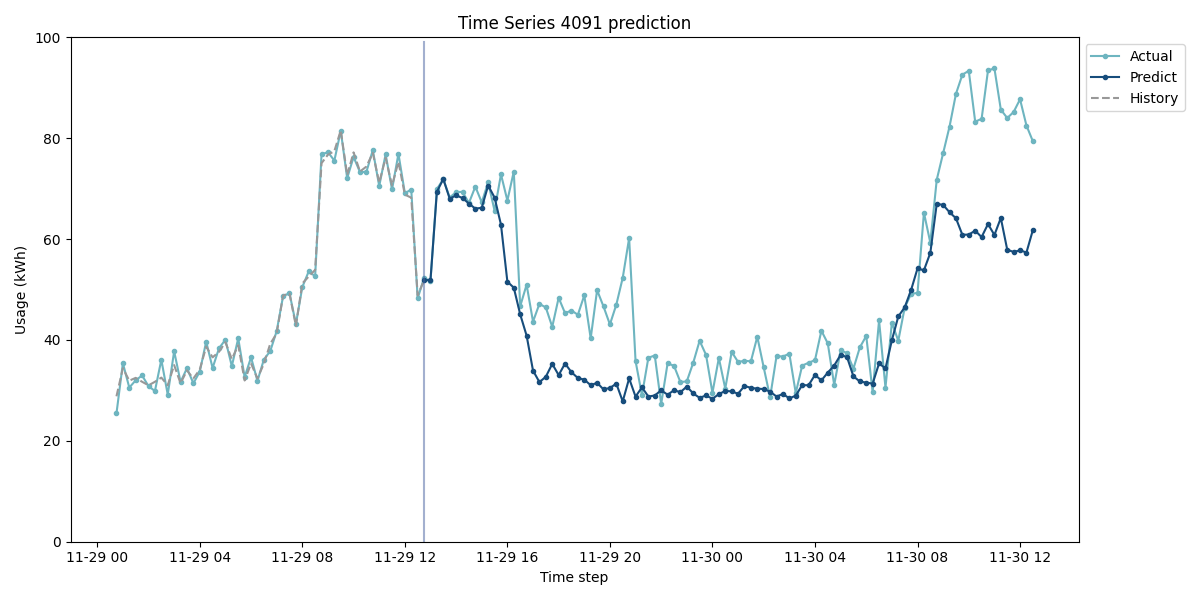 Time Series 4091 prediction
Actual
Predict
History
Usage (kWh)
100
80
60
40
20
0
11-29 00
11-29 04
11-29 08
11-29 12
11-29 16
11-29 20
11-30 00
11-30 04
11-30 08
11-30 12
Time step